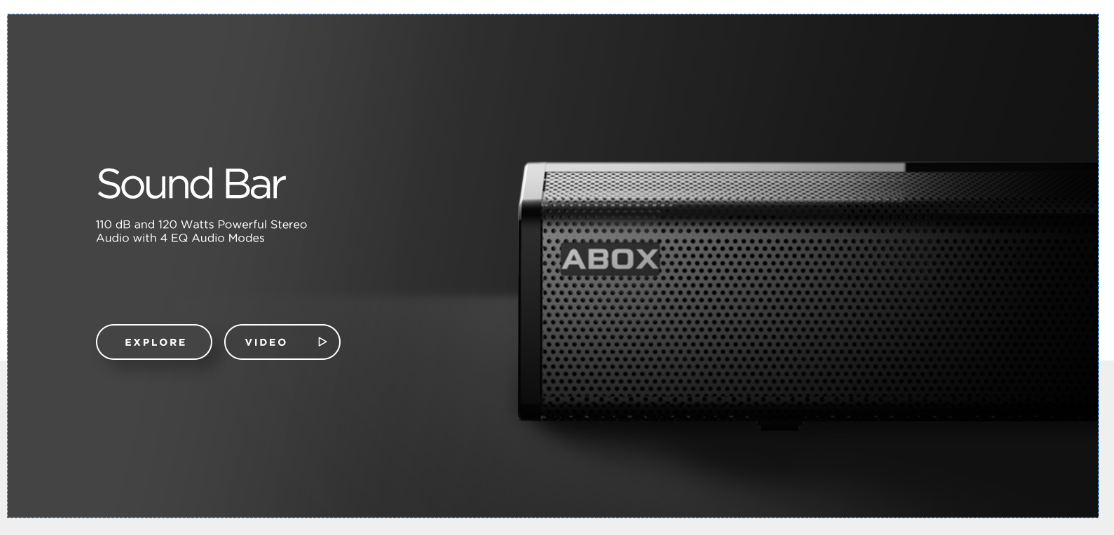 Sound Bar
110 dB and 120 Watts Powerful Stereo
Audio with 4 EQ Audio Modes
ABOX
EXPLORE
VIDEO